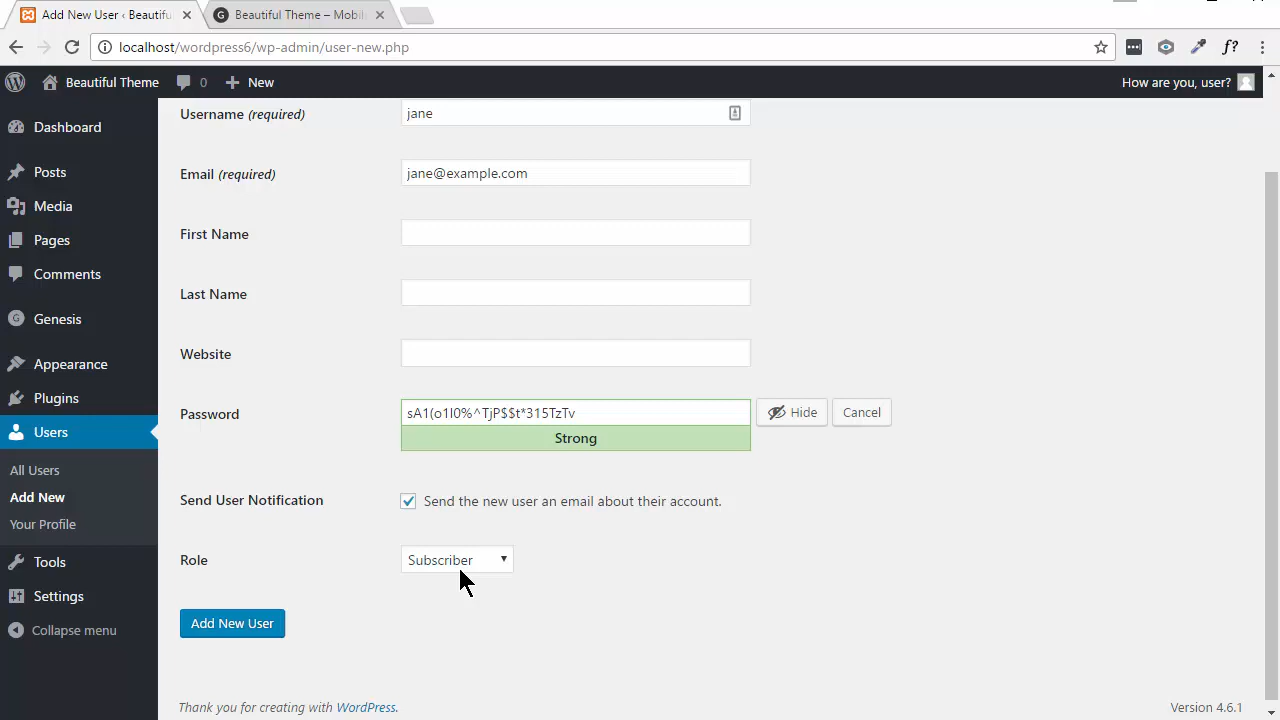 Add New User ‹ Beautifu
Beautiful Theme – Mobil
localhost/wordpress6/wp-admin/user-new.php
f?
Beautiful Theme
0
New
How are you, user?
Dashboard
Posts
Media
Pages
Comments
Genesis
Appearance
Plugins
Users
All Users
Add New
Your Profile
Tools
Settings
Collapse menu
Username (required)
jane
Email (required)
jane@example.com
First Name
Last Name
Website
Password
sA1(o1I0%^TjP$$t*315TzTv
Hide
Cancel
Strong
Send User Notification
Send the new user an email about their account.
Role
Subscriber
Add New User
Thank you for creating with WordPress.
Version 4.6.1